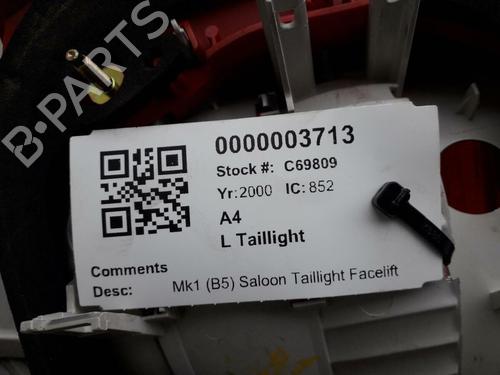 0000003713
Stock #: C69809
Yr:2000 IC:852
A4
L Taillight
Comments
Desc: Mk1 (B5) Saloon Taillight Facelift
B-PARTS